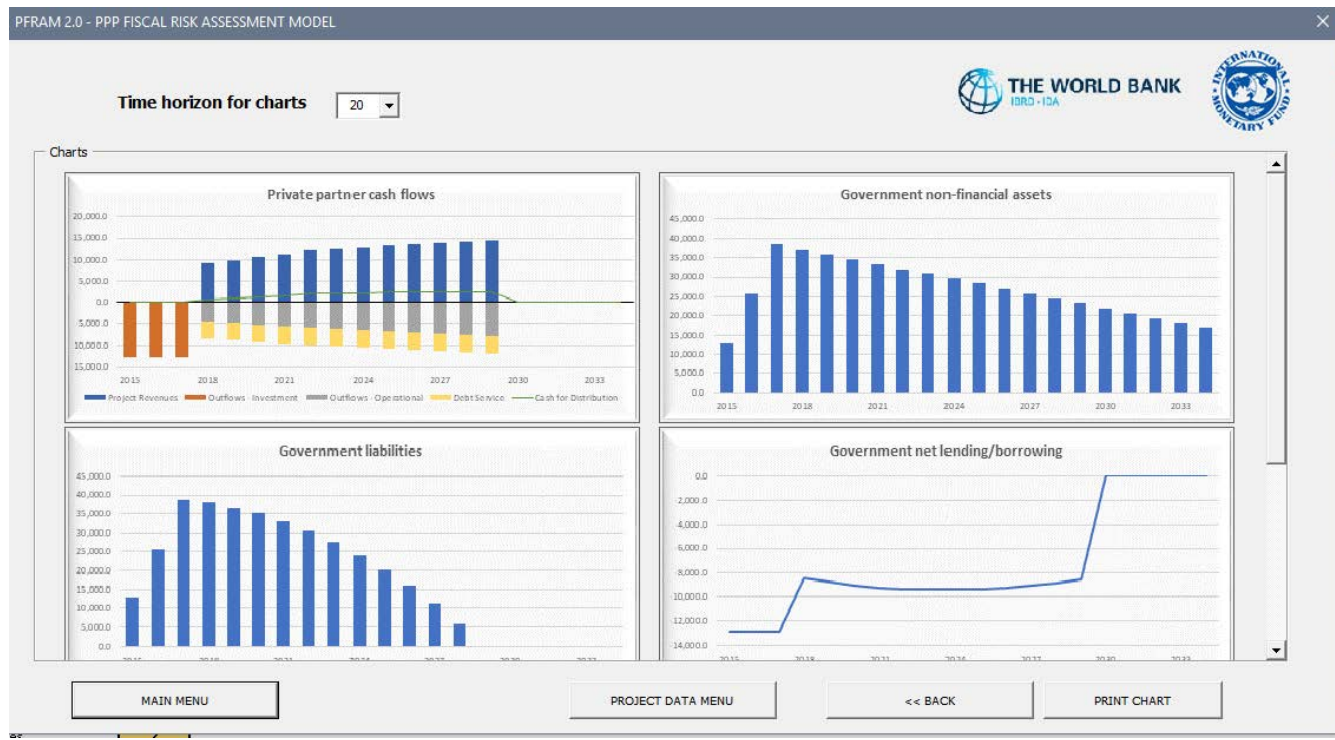 PFRAM 2.0 - PPP FISCAL RISK ASSESSMENT MODEL
Time horizon for charts 20
THE WORLD BANK
IBRD • IDA
INTERNATIONAL MONETARY FUND
Charts
Private partner cash flows
20,000.0
15,000.0
10,000.0
5,000.0
0.0
5,000.0
10,000.0
15,000.0
2015 2018 2021 2024 2027 2030 2033
Project Revenues Outflows - Investment Outflows - Operational Debt Service Cash for Distribution
Government non-financial assets
45,000.0
40,000.0
35,000.0
30,000.0
25,000.0
20,000.0
15,000.0
10,000.0
5,000.0
0.0
2015 2018 2021 2024 2027 2030 2033
Government liabilities
45,000.0
40,000.0
35,000.0
30,000.0
25,000.0
20,000.0
15,000.0
10,000.0
5,000.0
0.0
Government net lending/borrowing
0.0
-2,000.0
-4,000.0
-6,000.0
-8,000.0
-10,000.0
-12,000.0
-14,000.0
MAIN MENU
PROJECT DATA MENU
<< BACK
PRINT CHART